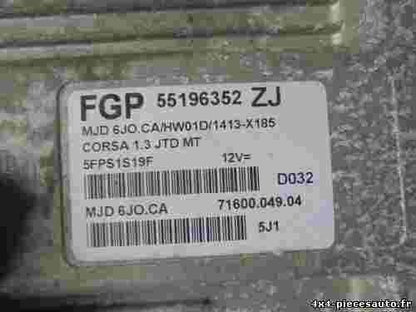 FGP 55196352 ZJ
MJD 6JO.CA/HW01D/1413-X185
CORSA 1.3 JTD MT
5FPS1S19F 12V=
D032
MJD 6JO.CA 71600.049.04
5J1
4x4-piecesauto.fr